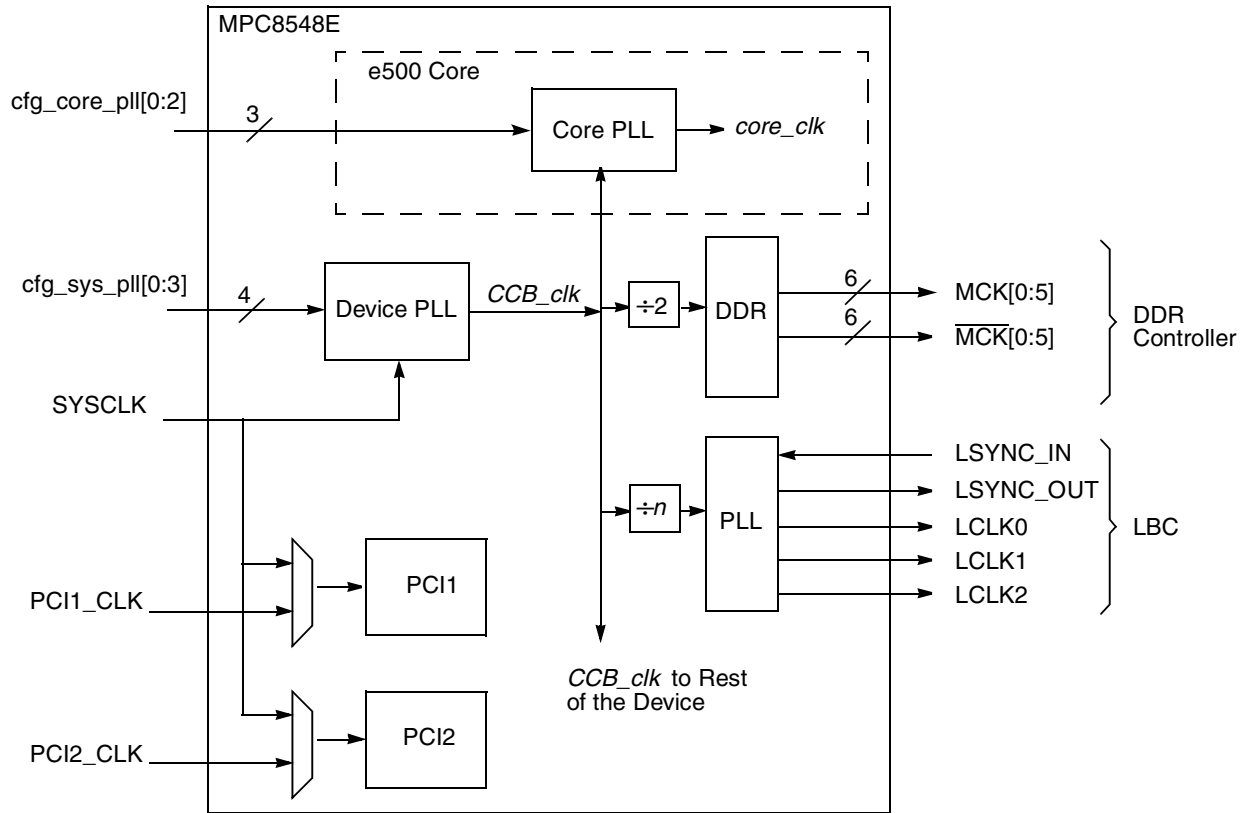 MPC8548E
e500 Core
cfg_core_pll[0:2]
3
Core PLL
core_clk
cfg_sys_pll[0:3]
4
Device PLL
CCB_clk
÷2
DDR
6
MCK[0:5]
6
MCK[0:5]
DDR
Controller
SYSCLK
÷n
PLL
LSYNC_IN
LSYNC_OUT
LCLK0
LCLK1
LCLK2
LBC
PCI1_CLK
PCI1
CCB_clk to Rest
of the Device
PCI2_CLK
PCI2